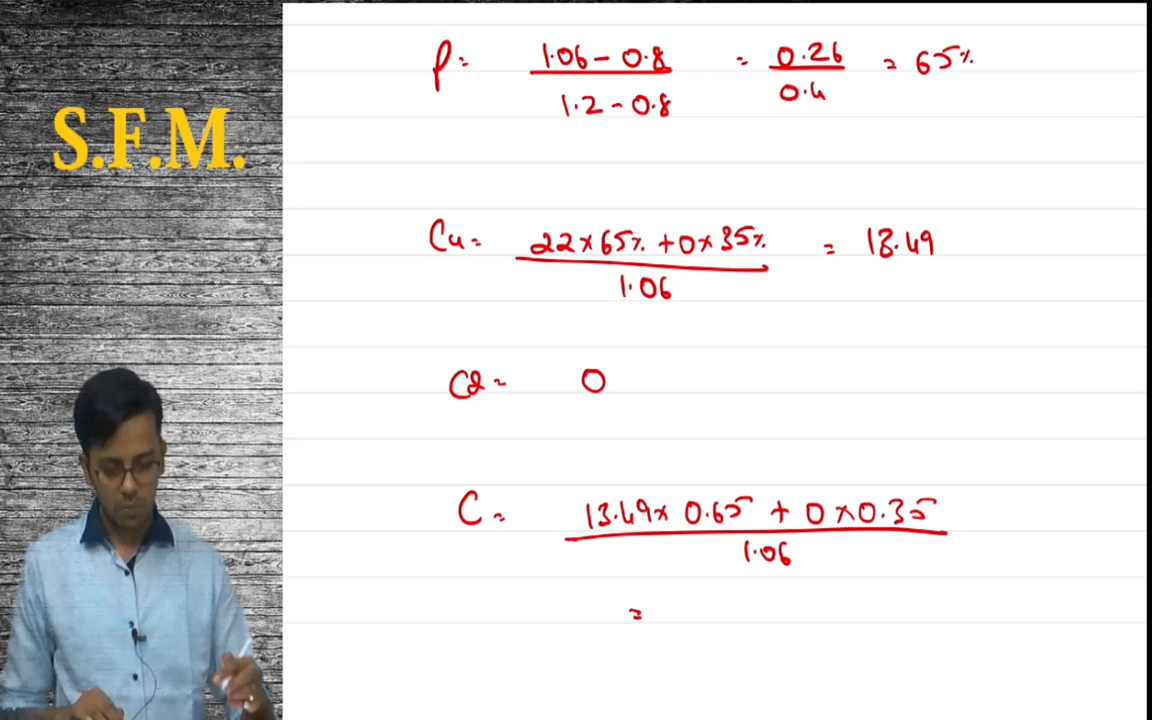 S.F.M.
P = 1.06 - 0.8 / 1.2 - 0.8 = 0.26 / 0.4 = 65%
Cu = 22 × 65% + 0 × 35% / 1.06 = 13.49
Cd = 0
C = 13.49 × 0.65 + 0 × 0.35 / 1.06
=